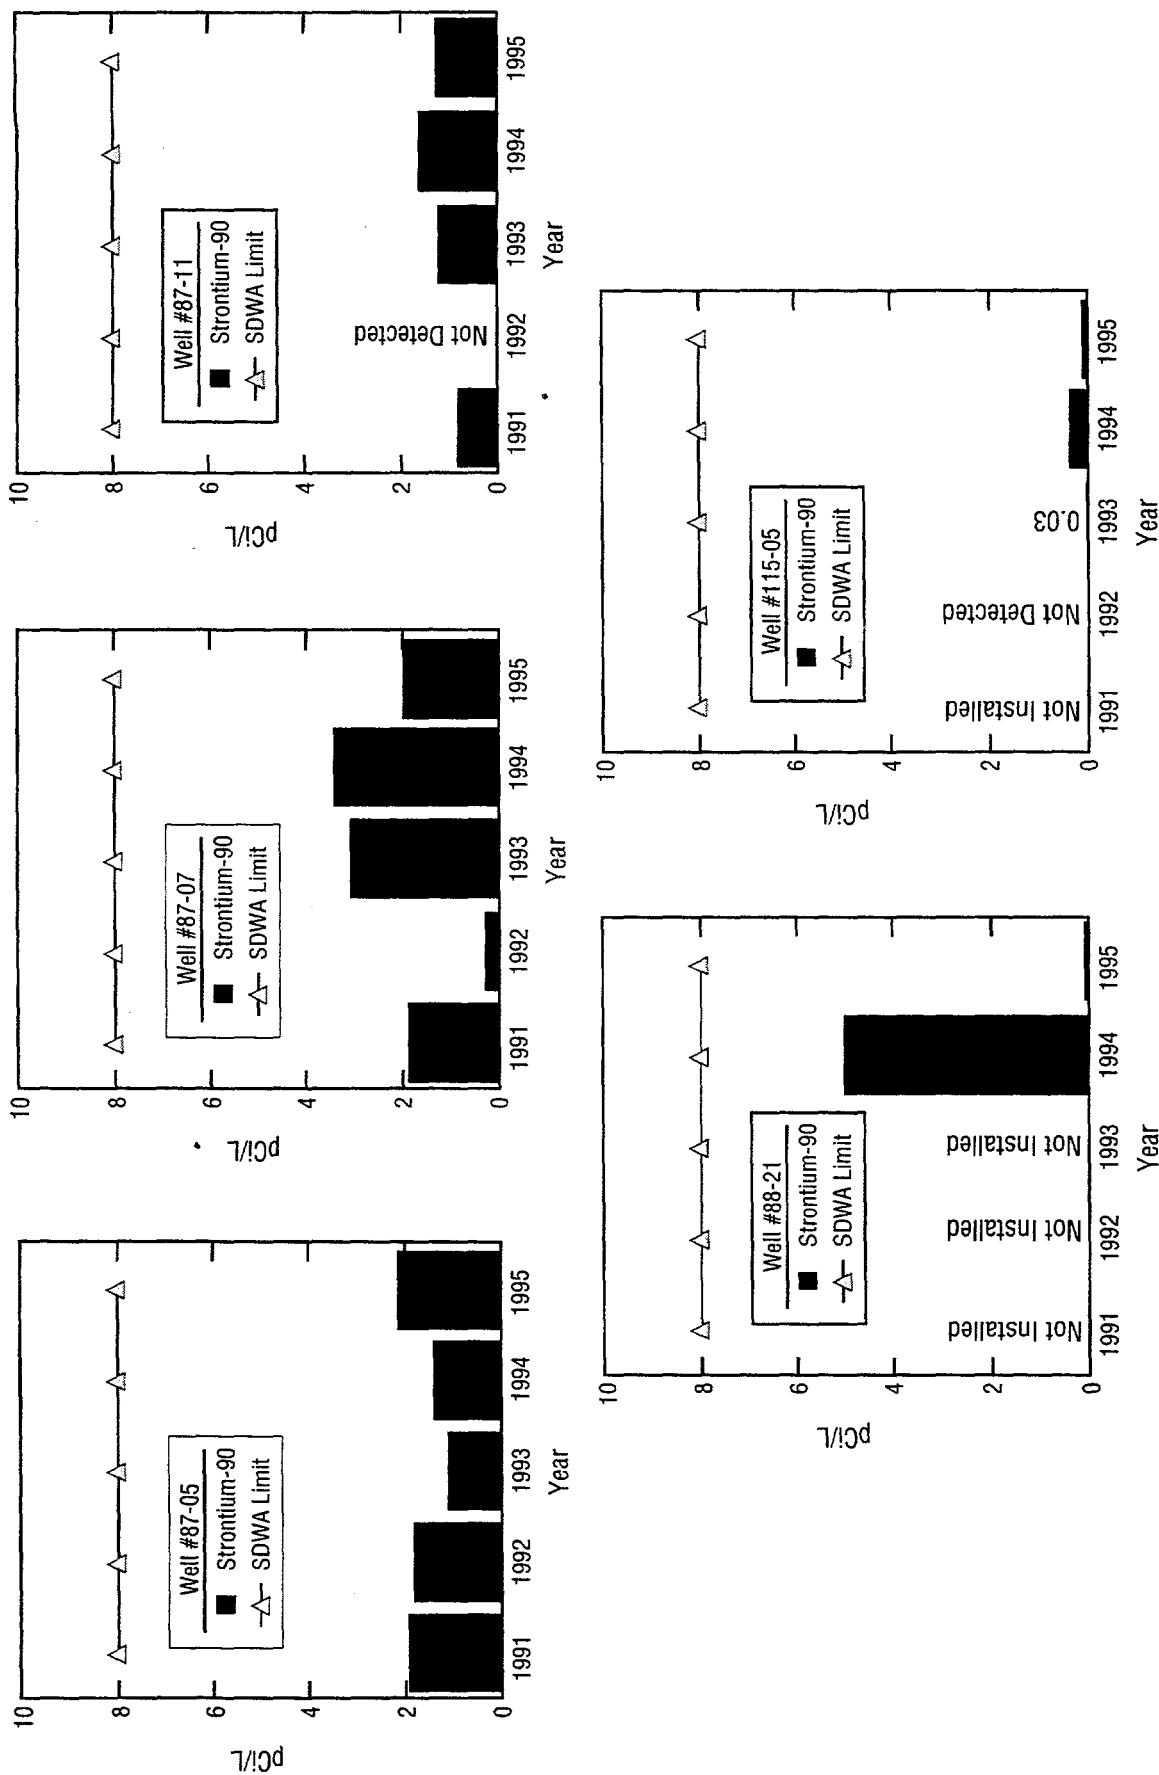 10
8
6
4
2
0
pCi/L
Well #87-05
Strontium-90
SDWA Limit
1991 1992 1993 1994 1995
Year
10
8
6
4
2
0
pCi/L
Well #87-07
Strontium-90
SDWA Limit
1991 1992 1993 1994 1995
Year
10
8
6
4
2
0
pCi/L
Well #87-11
Strontium-90
SDWA Limit
Not Detected
1991 1992 1993 1994 1995
Year
10
8
6
4
2
0
pCi/L
Well #88-21
Strontium-90
SDWA Limit
Not Installed
Not Installed
Not Installed
1991 1992 1993 1994 1995
Year
10
8
6
4
2
0
pCi/L
Well #115-05
Strontium-90
SDWA Limit
Not Installed
Not Detected
0.03
1991 1992 1993 1994 1995
Year